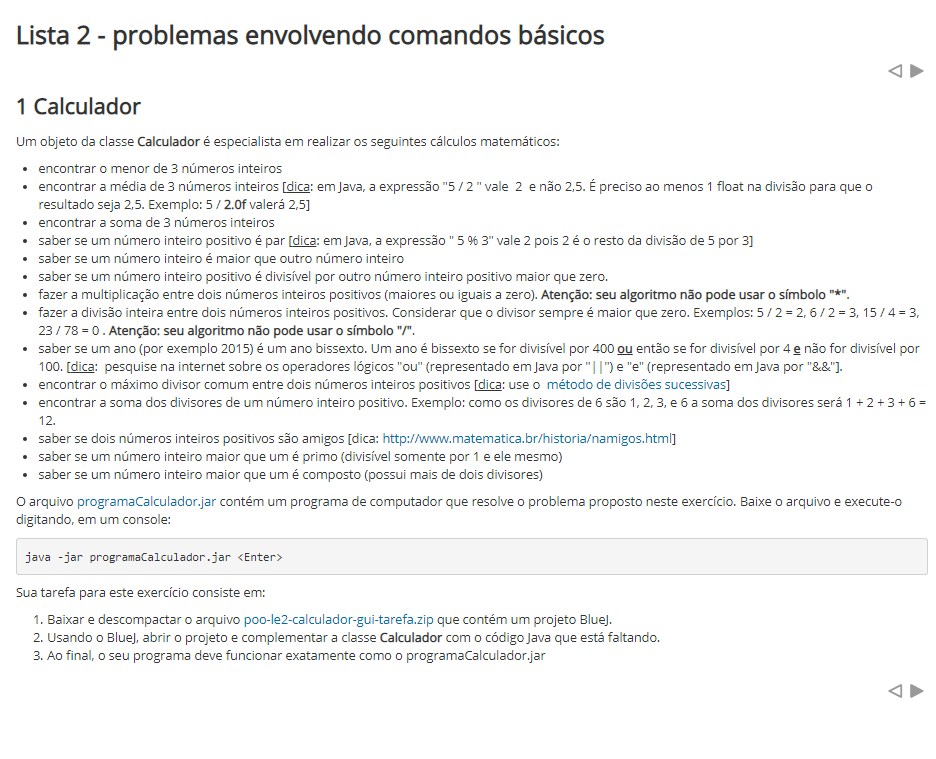 Lista 2 - problemas envolvendo comandos básicos
1 Calculador
Um objeto da classe Calculador é especialista em realizar os seguintes cálculos matemáticos:
• encontrar o menor de 3 números inteiros
• encontrar a média de 3 números inteiros [dica: em Java, a expressão "5 / 2 " vale  2  e não 2,5. É preciso ao menos 1 float na divisão para que o
resultado seja 2,5. Exemplo: 5 / 2.0f valerá 2,5]
• encontrar a soma de 3 números inteiros
• saber se um número inteiro positivo é par [dica: em Java, a expressão " 5 % 3" vale 2 pois 2 é o resto da divisão de 5 por 3]
• saber se um número inteiro é maior que outro número inteiro
• saber se um número inteiro positivo é divisível por outro número inteiro positivo maior que zero.
• fazer a multiplicação entre dois números inteiros positivos (maiores ou iguais a zero). Atenção: seu algoritmo não pode usar o símbolo "*".
• fazer a divisão inteira entre dois números inteiros positivos. Considerar que o divisor sempre é maior que zero. Exemplos: 5 / 2 = 2, 6 / 2 = 3, 15 / 4 = 3,
23 / 78 = 0 . Atenção: seu algoritmo não pode usar o símbolo "/".
• saber se um ano (por exemplo 2015) é um ano bissexto. Um ano é bissexto se for divisível por 400 ou então se for divisível por 4 e não for divisível por
100. [dica:  pesquise na internet sobre os operadores lógicos "ou" (representado em Java por "||") e "e" (representado em Java por "&&"].
• encontrar o máximo divisor comum entre dois números inteiros positivos [dica: use o  método de divisões sucessivas]
• encontrar a soma dos divisores de um número inteiro positivo. Exemplo: como os divisores de 6 são 1, 2, 3, e 6 a soma dos divisores será 1 + 2 + 3 + 6 =
12.
• saber se dois números inteiros positivos são amigos [dica: http://www.matematica.br/historia/namigos.html]
• saber se um número inteiro maior que um é primo (divisível somente por 1 e ele mesmo)
• saber se um número inteiro maior que um é composto (possui mais de dois divisores)
O arquivo programaCalculador.jar contém um programa de computador que resolve o problema proposto neste exercício. Baixe o arquivo e execute-o
digitando, em um console:
java -jar programaCalculador.jar <Enter>
Sua tarefa para este exercício consiste em:
1. Baixar e descompactar o arquivo poo-le2-calculador-gui-tarefa.zip que contém um projeto BlueJ.
2. Usando o BlueJ, abrir o projeto e complementar a classe Calculador com o código Java que está faltando.
3. Ao final, o seu programa deve funcionar exatamente como o programaCalculador.jar